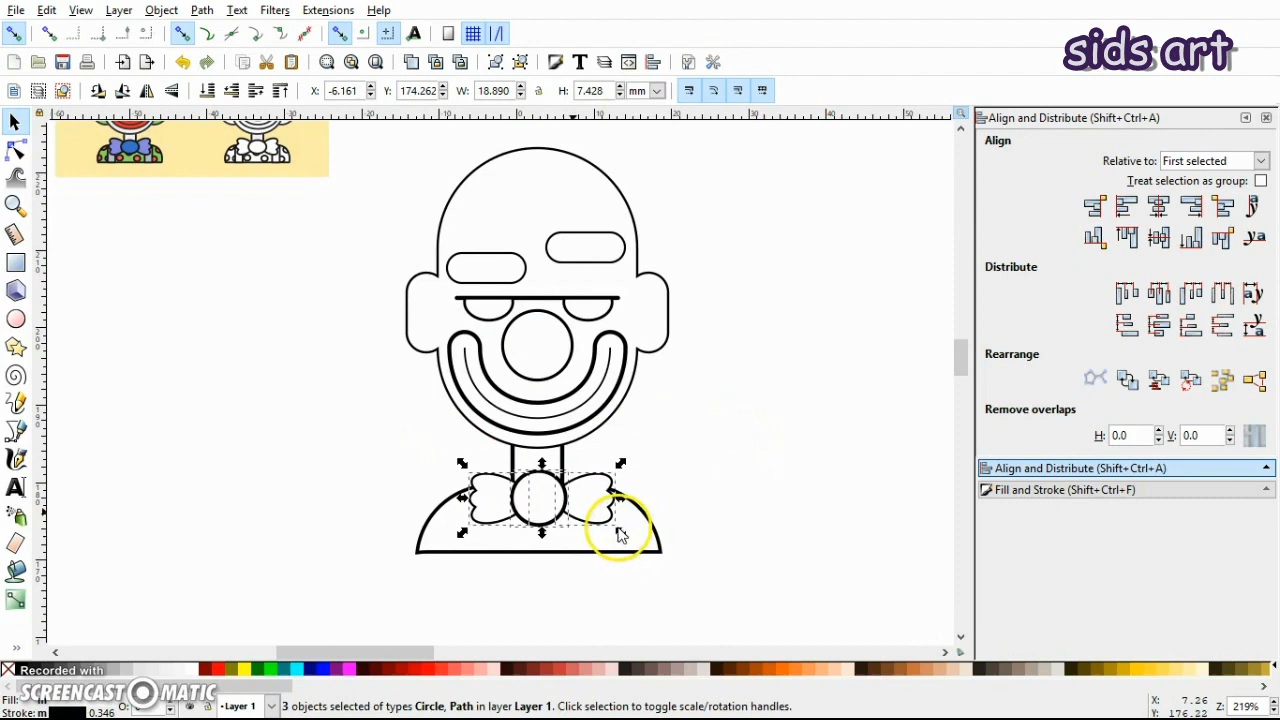 File Edit View Layer Object Path Text Filters Extensions Help
sids art
X: -6.161 Y: 174.262 W: 18.890 H: 7.428 mm
Align and Distribute (Shift+Ctrl+A)
Align
Relative to: First selected
Treat selection as group:
Distribute
Rearrange
Remove overlaps
H: 0.0 V: 0.0
Align and Distribute (Shift+Ctrl+A)
Fill and Stroke (Shift+Ctrl+F)
Recorded with
SCREENCAST MATIC
Fill: m
Stroke: 0.346
O:
Layer 1
3 objects selected of types Circle, Path in layer Layer 1. Click selection to toggle scale/rotation handles.
X: 7.26
Y: 176.22
Z: 219%